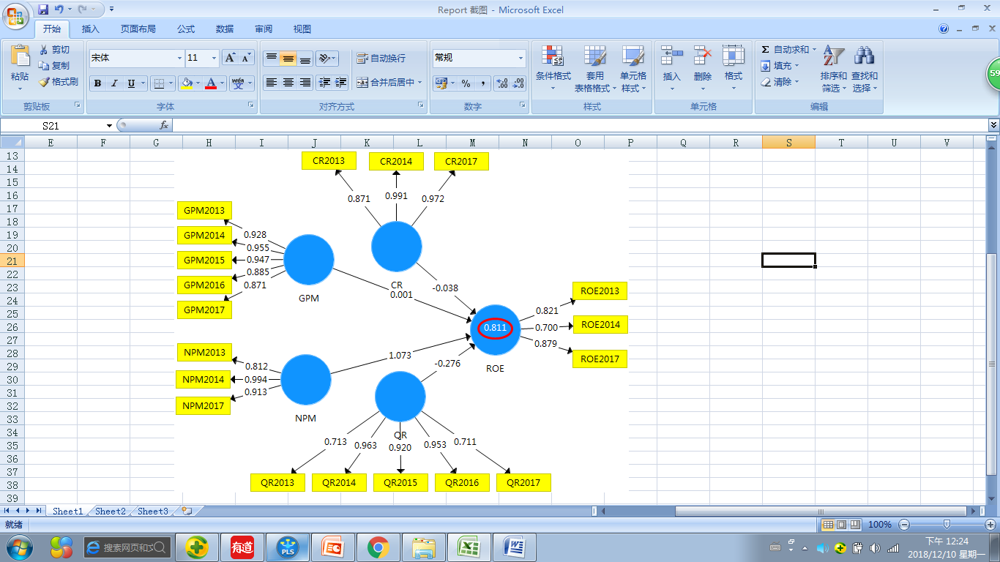 Report 截图 - Microsoft Excel
开始 插入 页面布局 公式 数据 审阅 视图
粘贴 剪切 复制 格式刷
宋体 11
B I U wén 文
自动换行
合并后居中
常规
% ,
条件格式 套用表格格式 单元格样式
插入 删除 格式
Σ 自动求和 填充 清除
排序和筛选 查找和选择
59
剪贴板 字体 对齐方式 数字 样式 单元格 编辑
S21 fx
E F G H I J K L M N O P Q R S T U V
13
14
15
16
17
18
19
20
21
22
23
24
25
26
27
28
29
30
31
32
33
34
35
36
37
38
39
CR2013 CR2014 CR2017
0.871 0.991 0.972
CR
GPM2013
GPM2014
GPM2015
GPM2016
GPM2017
0.928
0.955
0.947
0.885
0.871
GPM
-0.038
0.001
NPM2013
NPM2014
NPM2017
0.812
0.994
0.913
NPM
1.073
-0.276
0.811
ROE
0.821
0.700
0.879
ROE2013
ROE2014
ROE2017
QR
0.713 0.963 0.920 0.953 0.711
QR2013 QR2014 QR2015 QR2016 QR2017
Sheet1 Sheet2 Sheet3
就绪 100%
搜索网页和文
有道
PLS
下午 12:24
2018/12/10 星期一